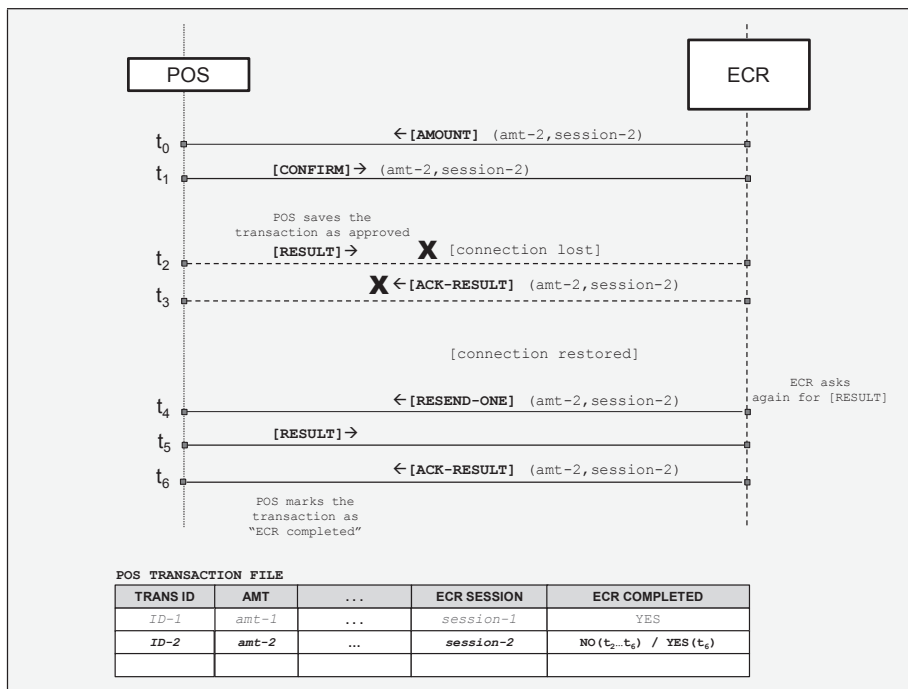 POS
ECR
t0 ←[AMOUNT] (amt-2,session-2)
t1 [CONFIRM]→ (amt-2,session-2)
POS saves the
transaction as approved
t2 [RESULT]→ X [connection lost]
t3 X ←[ACK-RESULT] (amt-2,session-2)
[connection restored]
ECR asks
again for [RESULT]
t4 ←[RESEND-ONE] (amt-2,session-2)
t5 [RESULT]→
t6 ←[ACK-RESULT] (amt-2,session-2)
POS marks the
transaction as
“ECR completed”
POS TRANSACTION FILE
TRANS ID AMT ... ECR SESSION ECR COMPLETED
ID-1 amt-1 ... session-1 YES
ID-2 amt-2 ... session-2 NO(t2…t6) / YES(t6)